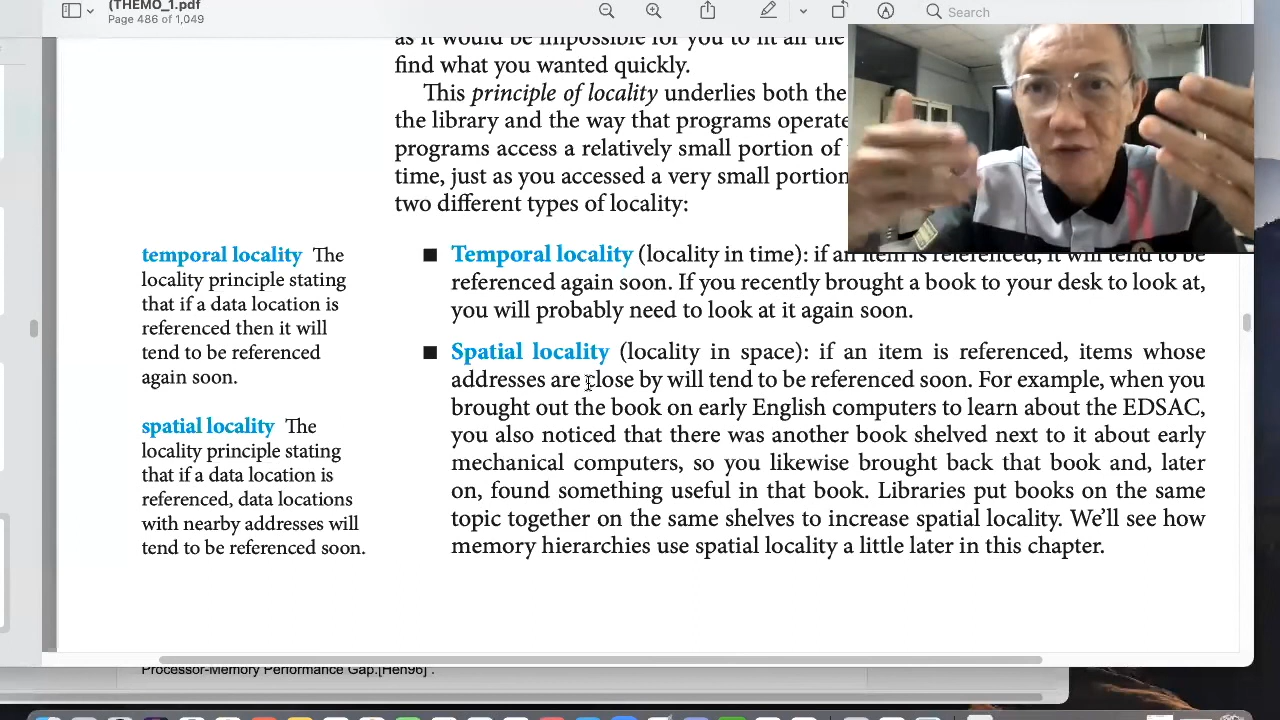 (THEMO_1.pdf
Page 486 of 1,049
Search
as it would be impossible for you to fit all the
find what you wanted quickly.
This principle of locality underlies both the
the library and the way that programs operate
programs access a relatively small portion of
time, just as you accessed a very small portion
two different types of locality:
temporal locality The
locality principle stating
that if a data location is
referenced then it will
tend to be referenced
again soon.
spatial locality The
locality principle stating
that if a data location is
referenced, data locations
with nearby addresses will
tend to be referenced soon.
■ Temporal locality (locality in time): if an item is referenced, it will tend to be
referenced again soon. If you recently brought a book to your desk to look at,
you will probably need to look at it again soon.
■ Spatial locality (locality in space): if an item is referenced, items whose
addresses are close by will tend to be referenced soon. For example, when you
brought out the book on early English computers to learn about the EDSAC,
you also noticed that there was another book shelved next to it about early
mechanical computers, so you likewise brought back that book and, later
on, found something useful in that book. Libraries put books on the same
topic together on the same shelves to increase spatial locality. We'll see how
memory hierarchies use spatial locality a little later in this chapter.
Processor-Memory Performance Gap.[Hen96] .